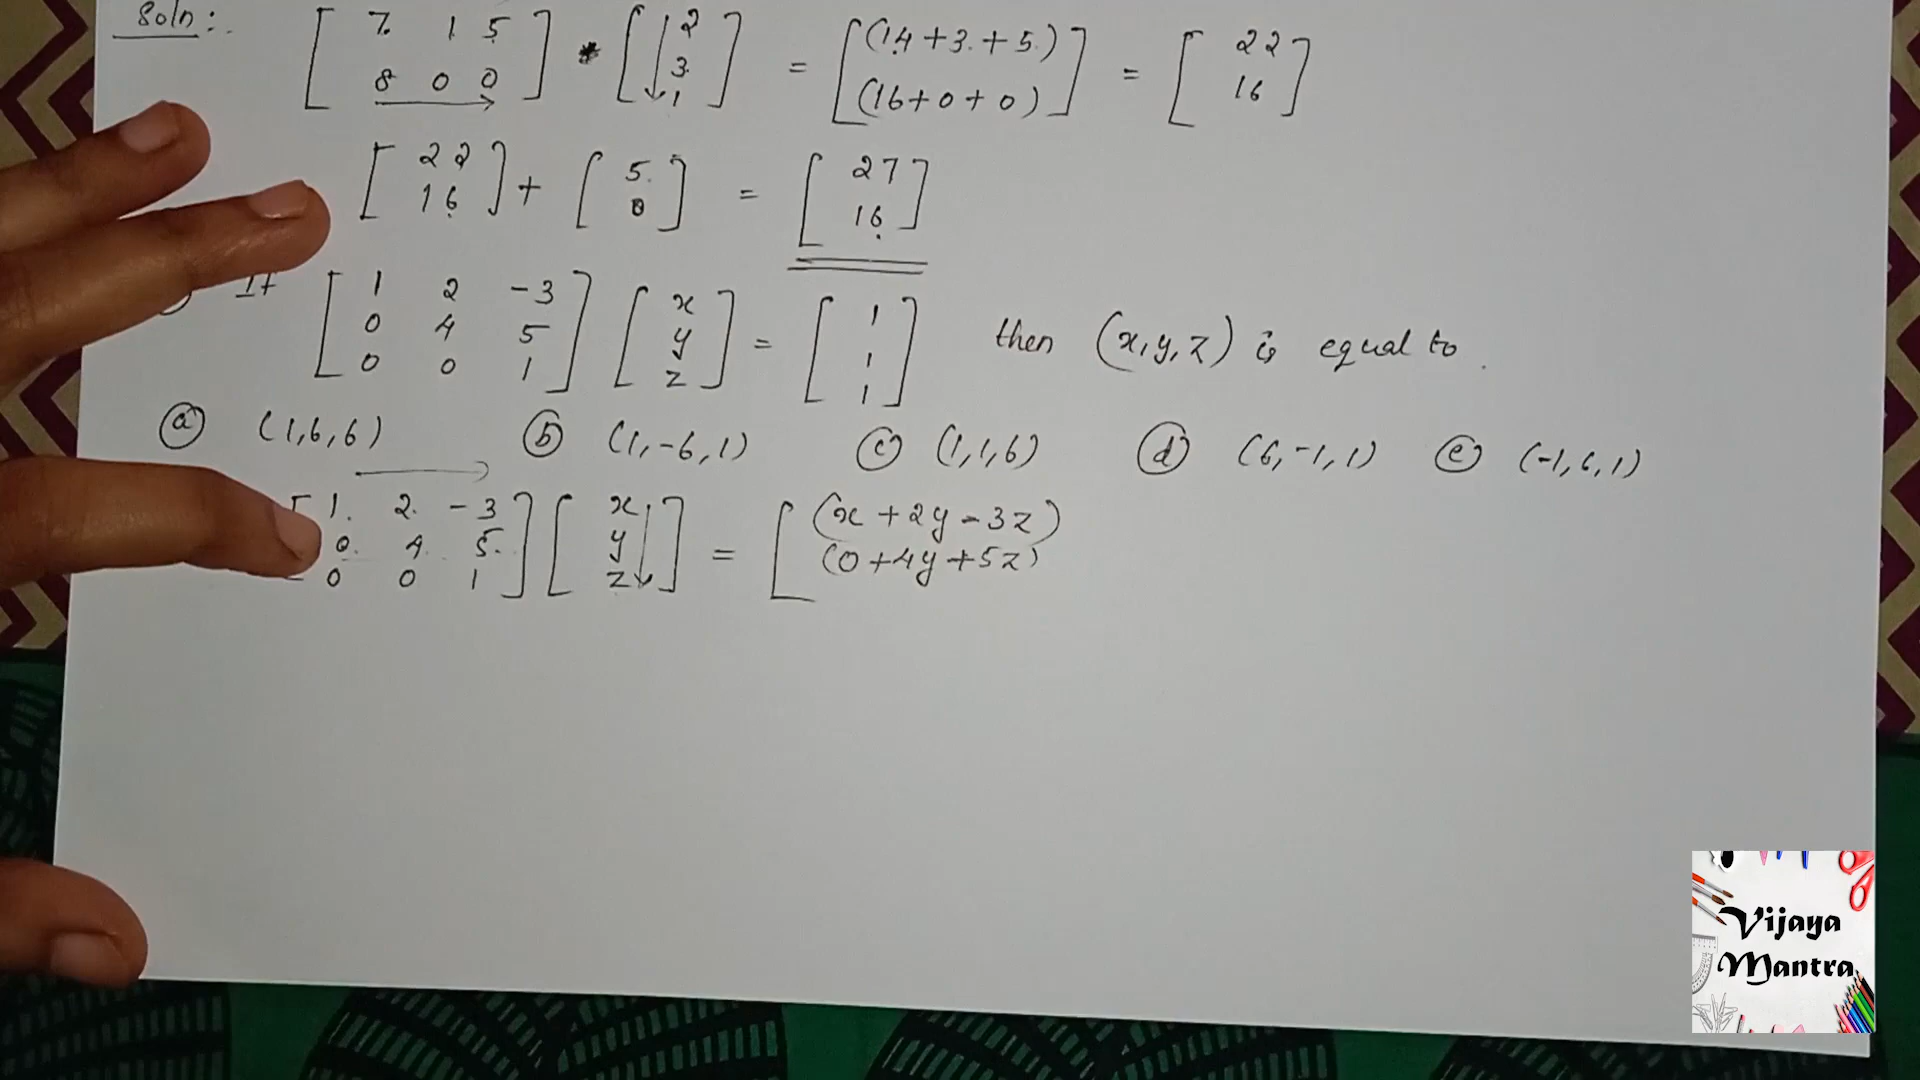 Soln:.
[ 7. 1 5 ] * [ 2 ] = [ (14 + 3. + 5.) ] = [ 22 ]
[ 8 0 0 ] [ 3. ] [ (16 + 0 + 0) ] [ 16 ]
[ 1 ]
[ 22 ] + [ 5. ] = [ 27 ]
[ 16 ] [ 0 ] [ 16 ]
If [ 1 2 -3 ] [ x ] = [ 1 ] then (x,y,z) is equal to.
[ 0 4 5 ] [ y ] [ 1 ]
[ 0 0 1 ] [ z ] [ 1 ]
(a) (1,6,6) (b) (1,-6,1) (c) (1,1,6) (d) (6,-1,1) (e) (-1,6,1)
[ 1. 2. -3 ] [ x ] = [ (x + 2y - 3z)
0. 4. 5. ] [ y ] (0 + 4y + 5z)
0 0 1 ] [ z ]
Vijaya
Mantra